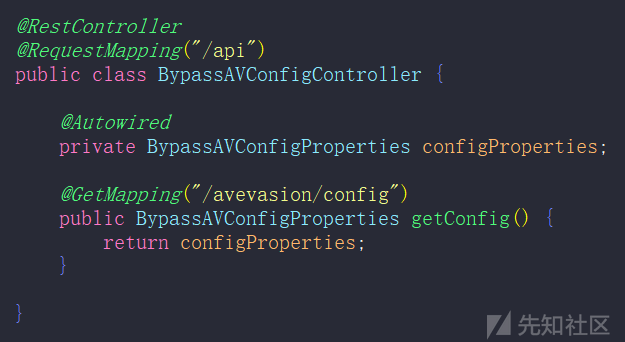 @RestController
@RequestMapping("/api")
public class BypassAVConfigController {
@Autowired
private BypassAVConfigProperties configProperties;
@GetMapping("/avevasion/config")
public BypassAVConfigProperties getConfig() {
return configProperties;
}
}
先知社区